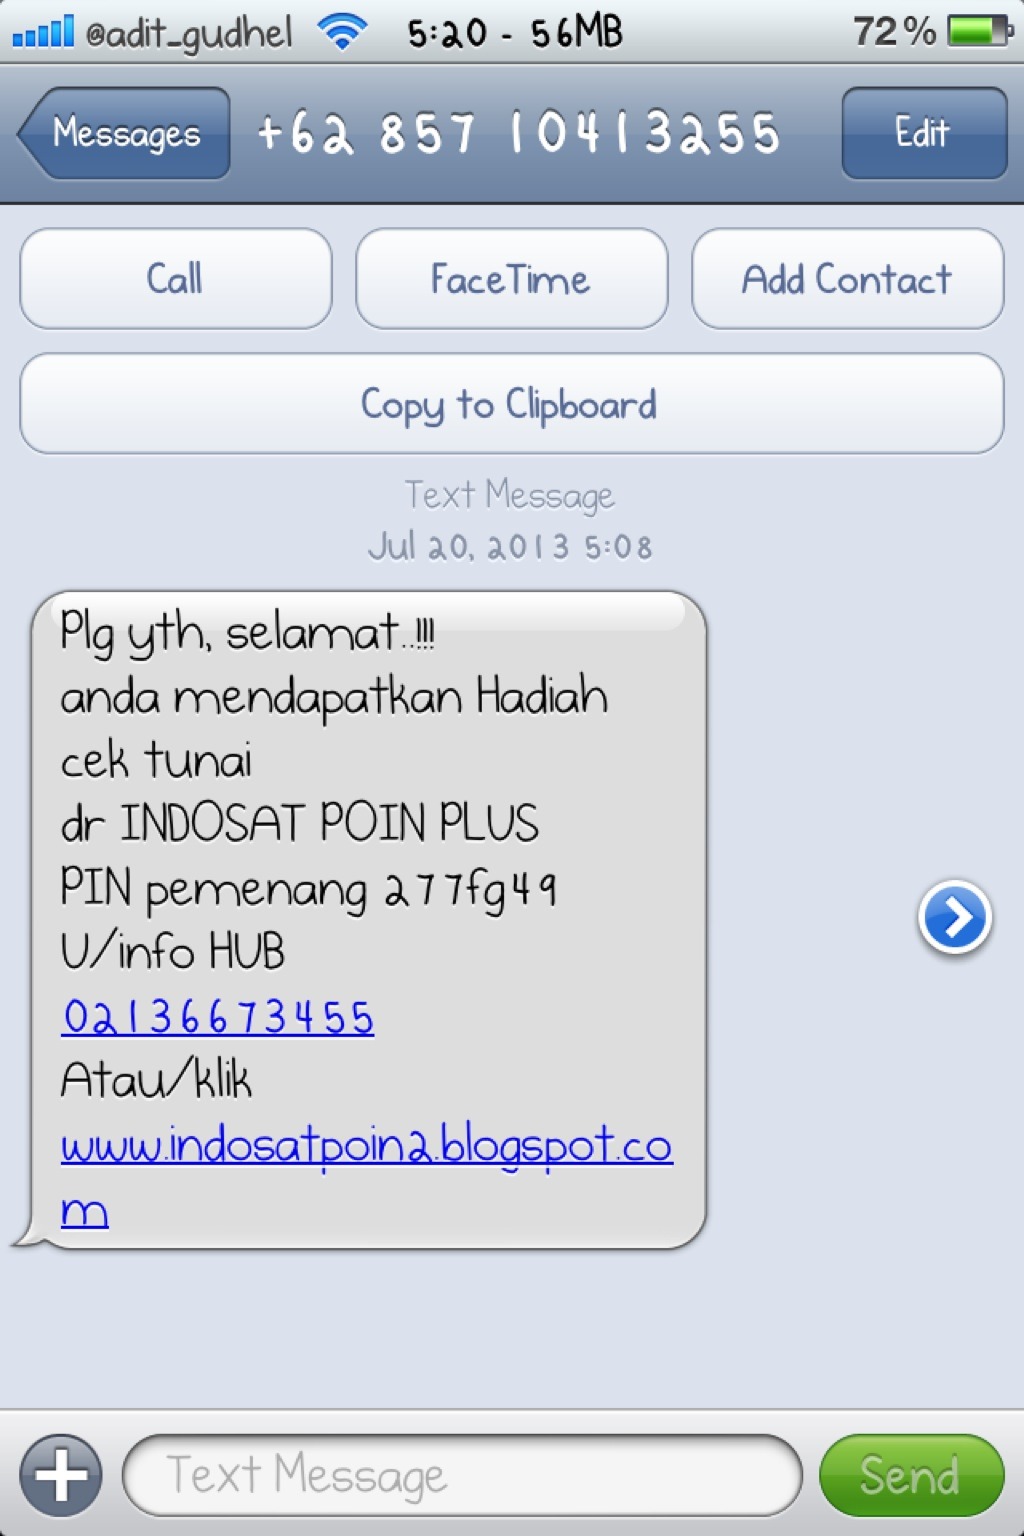 @adit_gudhel 5:20 - 56MB 72%
Messages +62 857 10413255 Edit
Call FaceTime Add Contact
Copy to Clipboard
Text Message
Jul 20, 2013 5:08
Plg yth, selamat..!!!
anda mendapatkan Hadiah
cek tunai
dr INDOSAT POIN PLUS
PIN pemenang 277fg49
U/info HUB
02136673455
Atau/klik
www.indosatpoin2.blogspot.co
m
Text Message Send